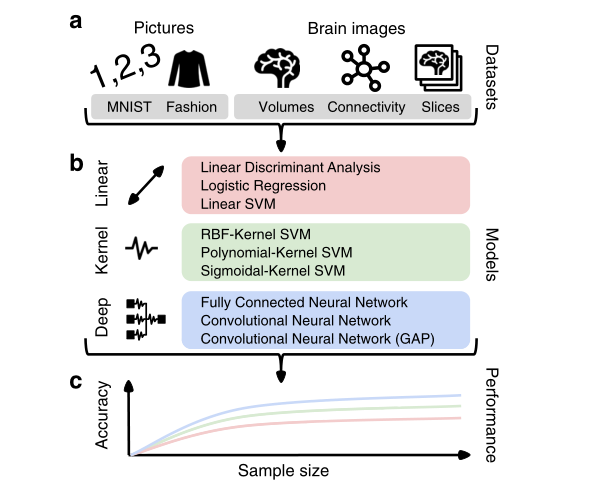 a
Pictures
Brain images
1,2,3
MNIST
Fashion
Volumes
Connectivity
Slices
Datasets
b
Linear
Linear Discriminant Analysis
Logistic Regression
Linear SVM
Kernel
RBF-Kernel SVM
Polynomial-Kernel SVM
Sigmoidal-Kernel SVM
Models
Deep
Fully Connected Neural Network
Convolutional Neural Network
Convolutional Neural Network (GAP)
c
Accuracy
Sample size
Performance